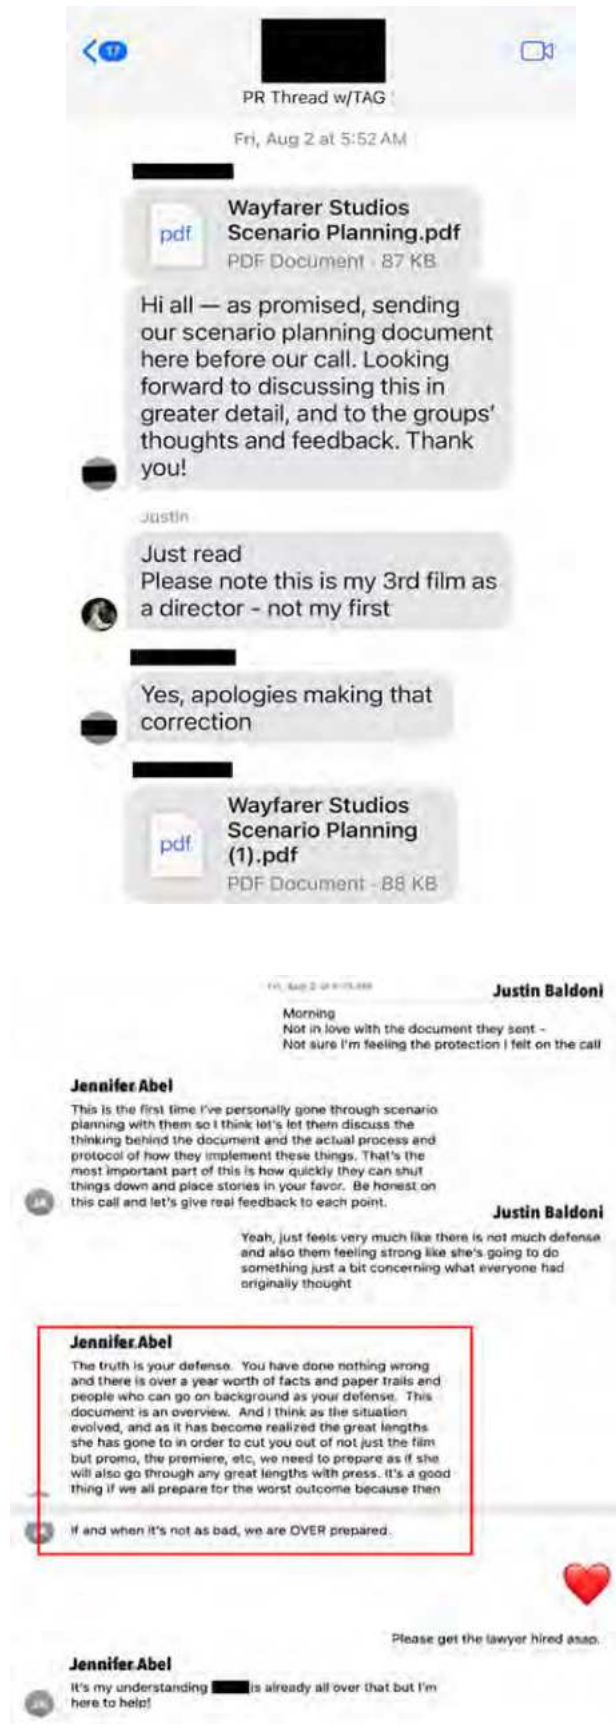 17
PR Thread w/TAG
Fri, Aug 2 at 5:52 AM
pdf
Wayfarer Studios
Scenario Planning.pdf
PDF Document · 87 KB
Hi all — as promised, sending
our scenario planning document
here before our call. Looking
forward to discussing this in
greater detail, and to the groups'
thoughts and feedback. Thank
you!
Justin
Just read
Please note this is my 3rd film as
a director - not my first
Yes, apologies making that
correction
pdf
Wayfarer Studios
Scenario Planning
(1).pdf
PDF Document · 88 KB
Fri, Aug 2 at
Justin Baldoni
Morning
Not in love with the document they sent -
Not sure I'm feeling the protection I felt on the call
Jennifer Abel
This is the first time I've personally gone through scenario
planning with them so I think let's let them discuss the
thinking behind the document and the actual process and
protocol of how they implement these things. That's the
most important part of this is how quickly they can shut
things down and place stories in your favor. Be honest on
this call and let's give real feedback to each point.
JA
Justin Baldoni
Yeah, just feels very much like there is not much defense
and also them feeling strong like she's going to do
something just a bit concerning what everyone had
originally thought
Jennifer Abel
The truth is your defense. You have done nothing wrong
and there is over a year worth of facts and paper trails and
people who can go on background as your defense. This
document is an overview. And I think as the situation
evolved, and as it has become realized the great lengths
she has gone to in order to cut you out of not just the film
but promo, the premiere, etc, we need to prepare as if she
will also go through any great lengths with press. It's a good
thing if we all prepare for the worst outcome because then
if and when it's not as bad, we are OVER prepared.
Please get the lawyer hired asap.
Jennifer Abel
It's my understanding is already all over that but I'm
here to help!
JA